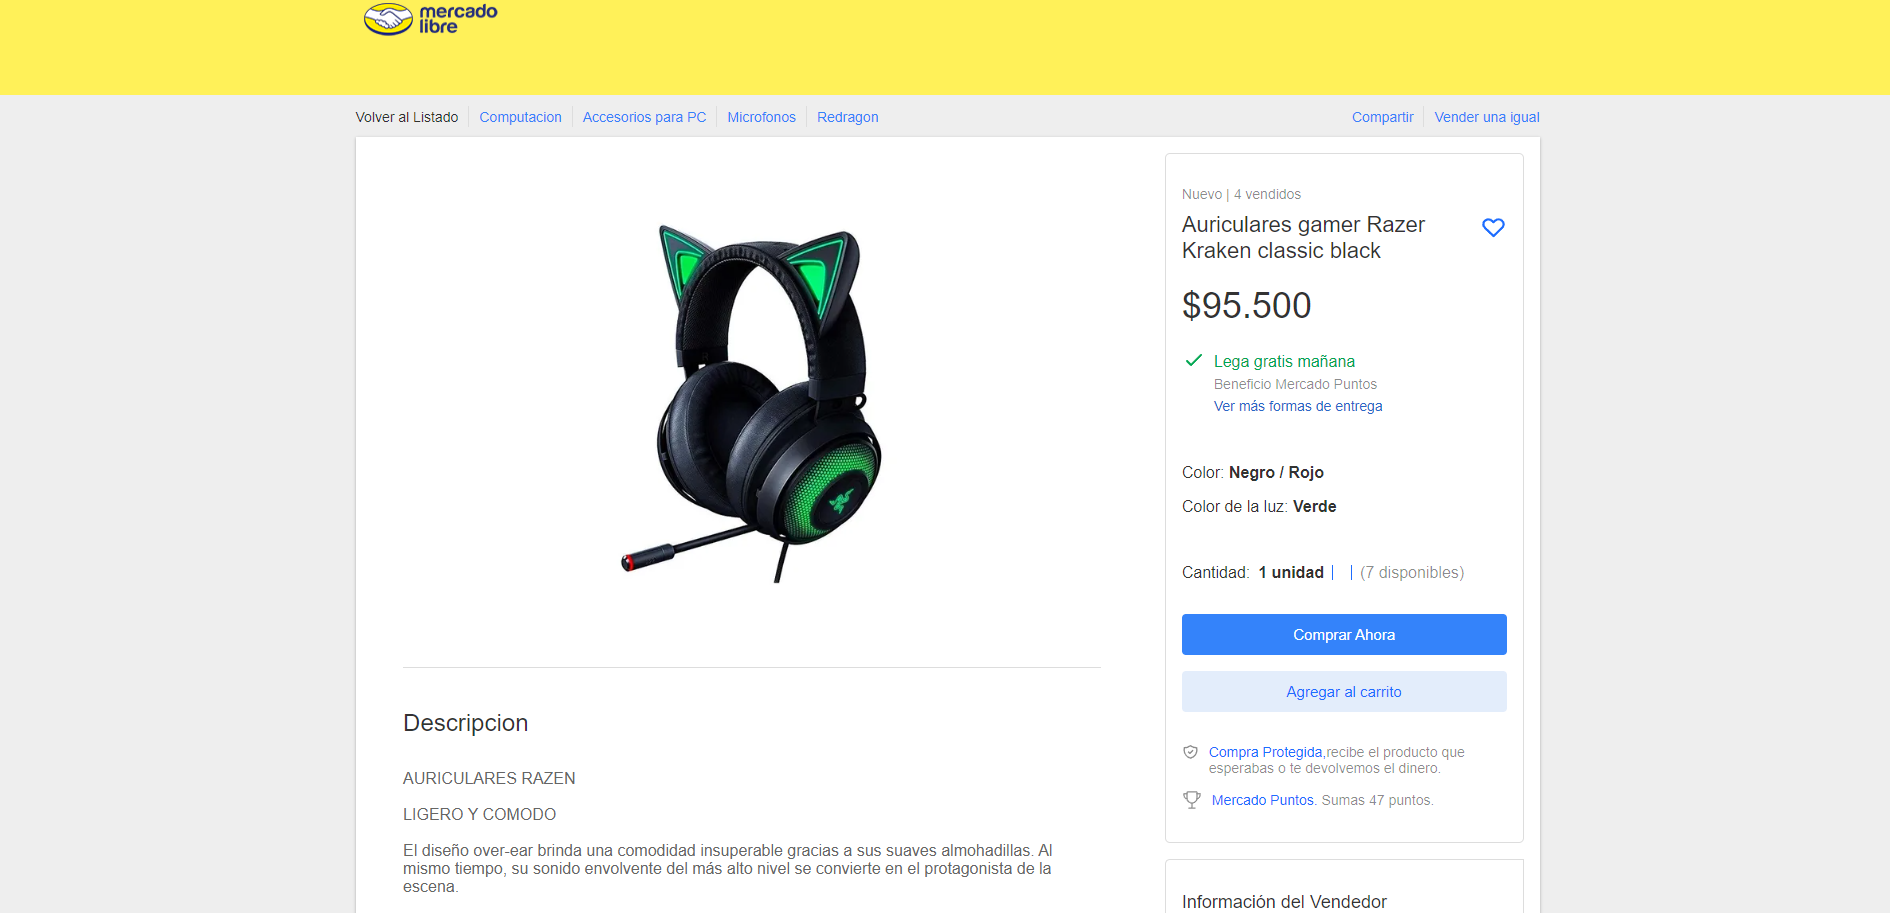 mercado
libre
Volver al Listado Computacion Accesorios para PC Microfonos Redragon Compartir Vender una igual
Nuevo | 4 vendidos
Auriculares gamer Razer
Kraken classic black
$95.500
Lega gratis mañana
Beneficio Mercado Puntos
Ver más formas de entrega
Color: Negro / Rojo
Color de la luz: Verde
Cantidad: 1 unidad | | (7 disponibles)
Comprar Ahora
Agregar al carrito
Compra Protegida,recibe el producto que
esperabas o te devolvemos el dinero.
Mercado Puntos. Sumas 47 puntos.
Información del Vendedor
Descripcion
AURICULARES RAZEN
LIGERO Y COMODO
El diseño over-ear brinda una comodidad insuperable gracias a sus suaves almohadillas. Al
mismo tiempo, su sonido envolvente del más alto nivel se convierte en el protagonista de la
escena.